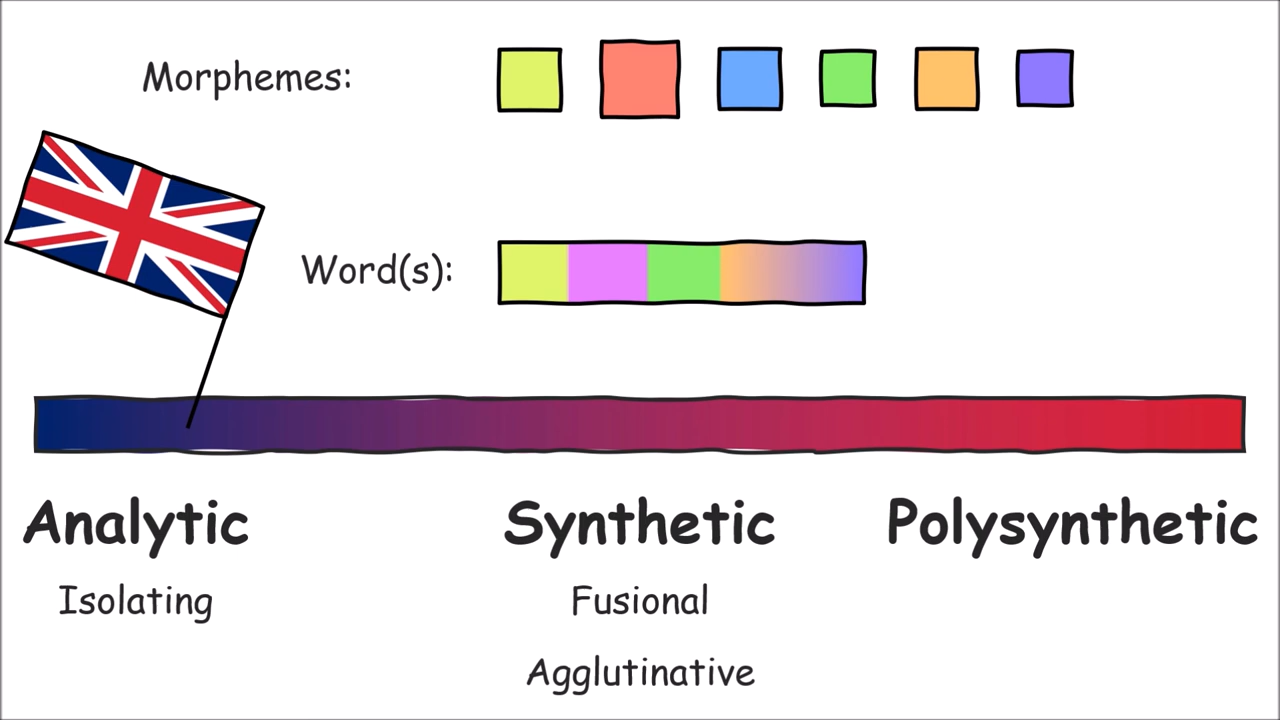 Morphemes:
Word(s):
Analytic Synthetic Polysynthetic
Isolating Fusional
Agglutinative